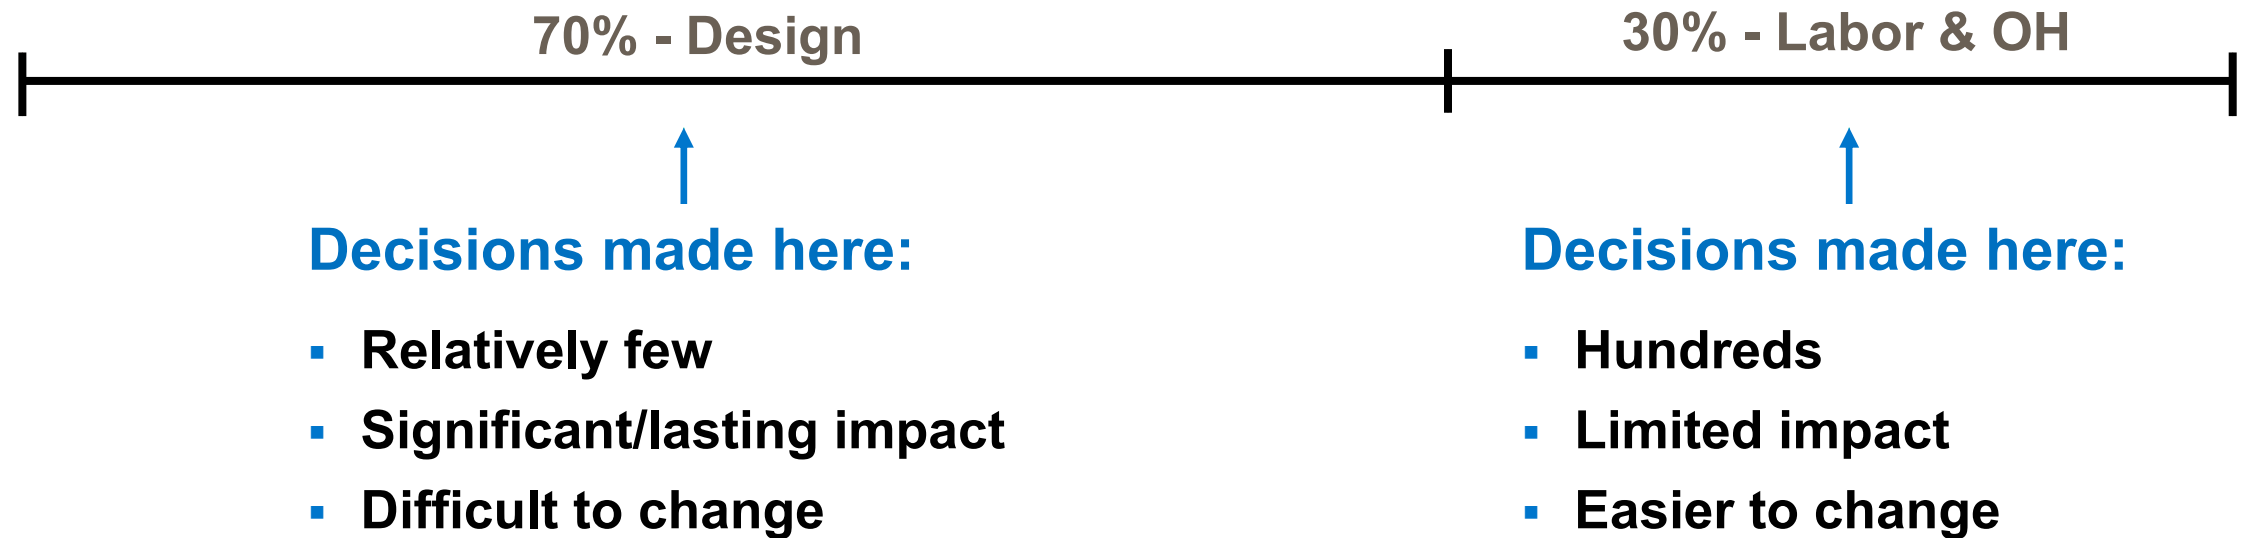 70% - Design
30% - Labor & OH
Decisions made here:
▪ Relatively few
▪ Significant/lasting impact
▪ Difficult to change
Decisions made here:
▪ Hundreds
▪ Limited impact
▪ Easier to change